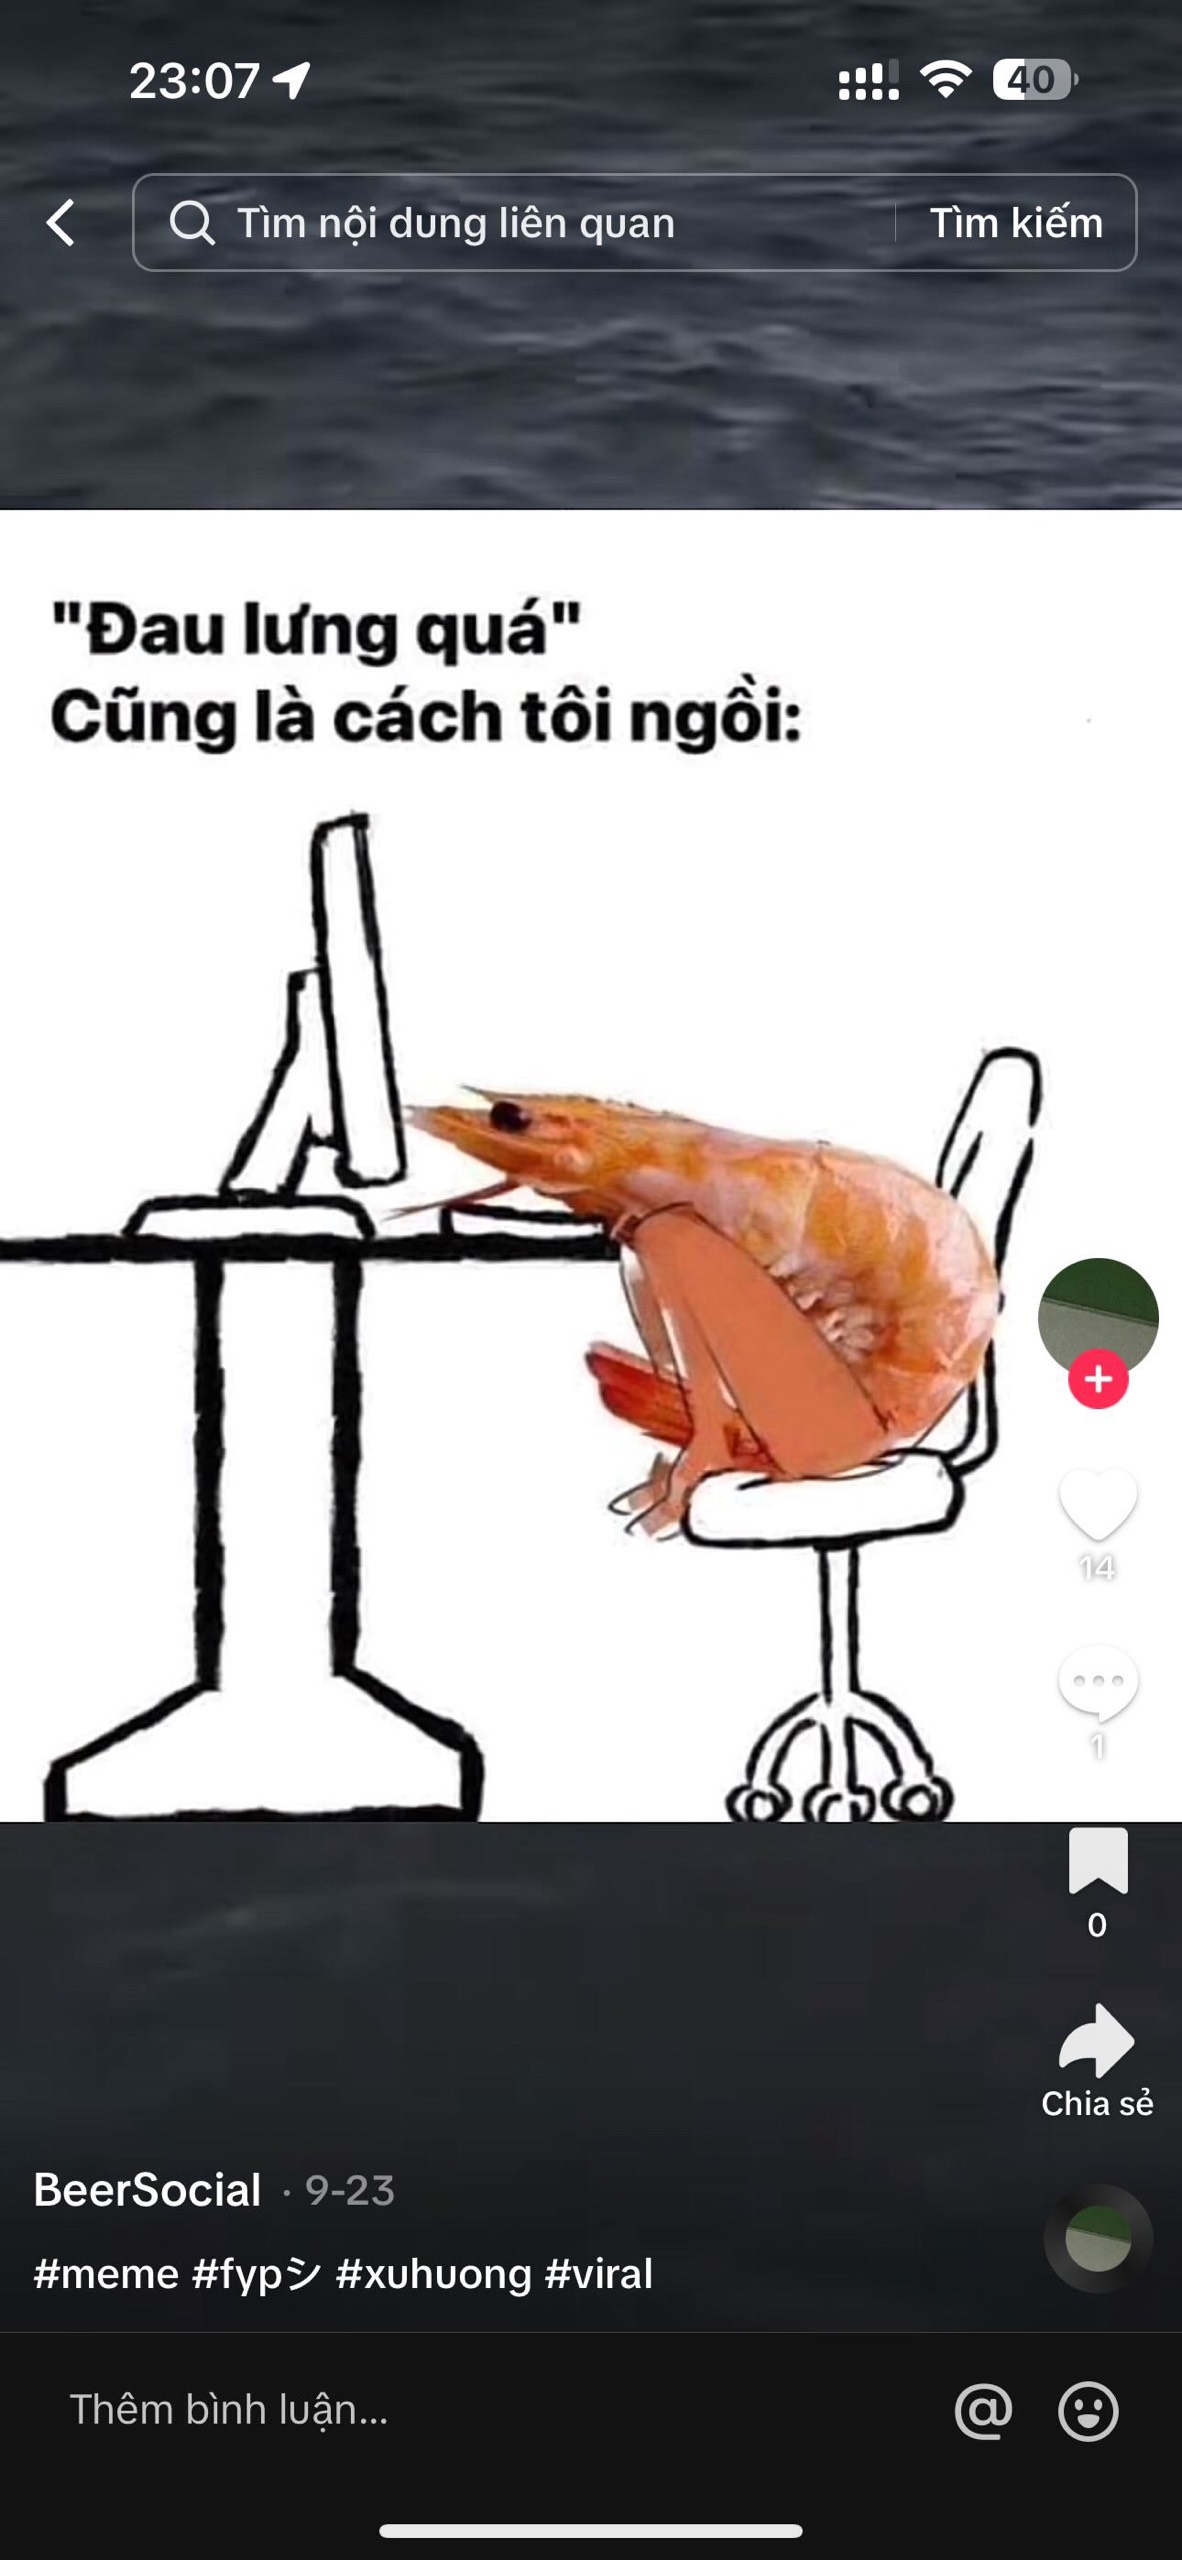 23:07
40
Tìm nội dung liên quan
Tìm kiếm
"Đau lưng quá"
Cũng là cách tôi ngồi:
14
1
0
Chia sẻ
BeerSocial · 9-23
#meme #fypシ #xuhuong #viral
Thêm bình luận...